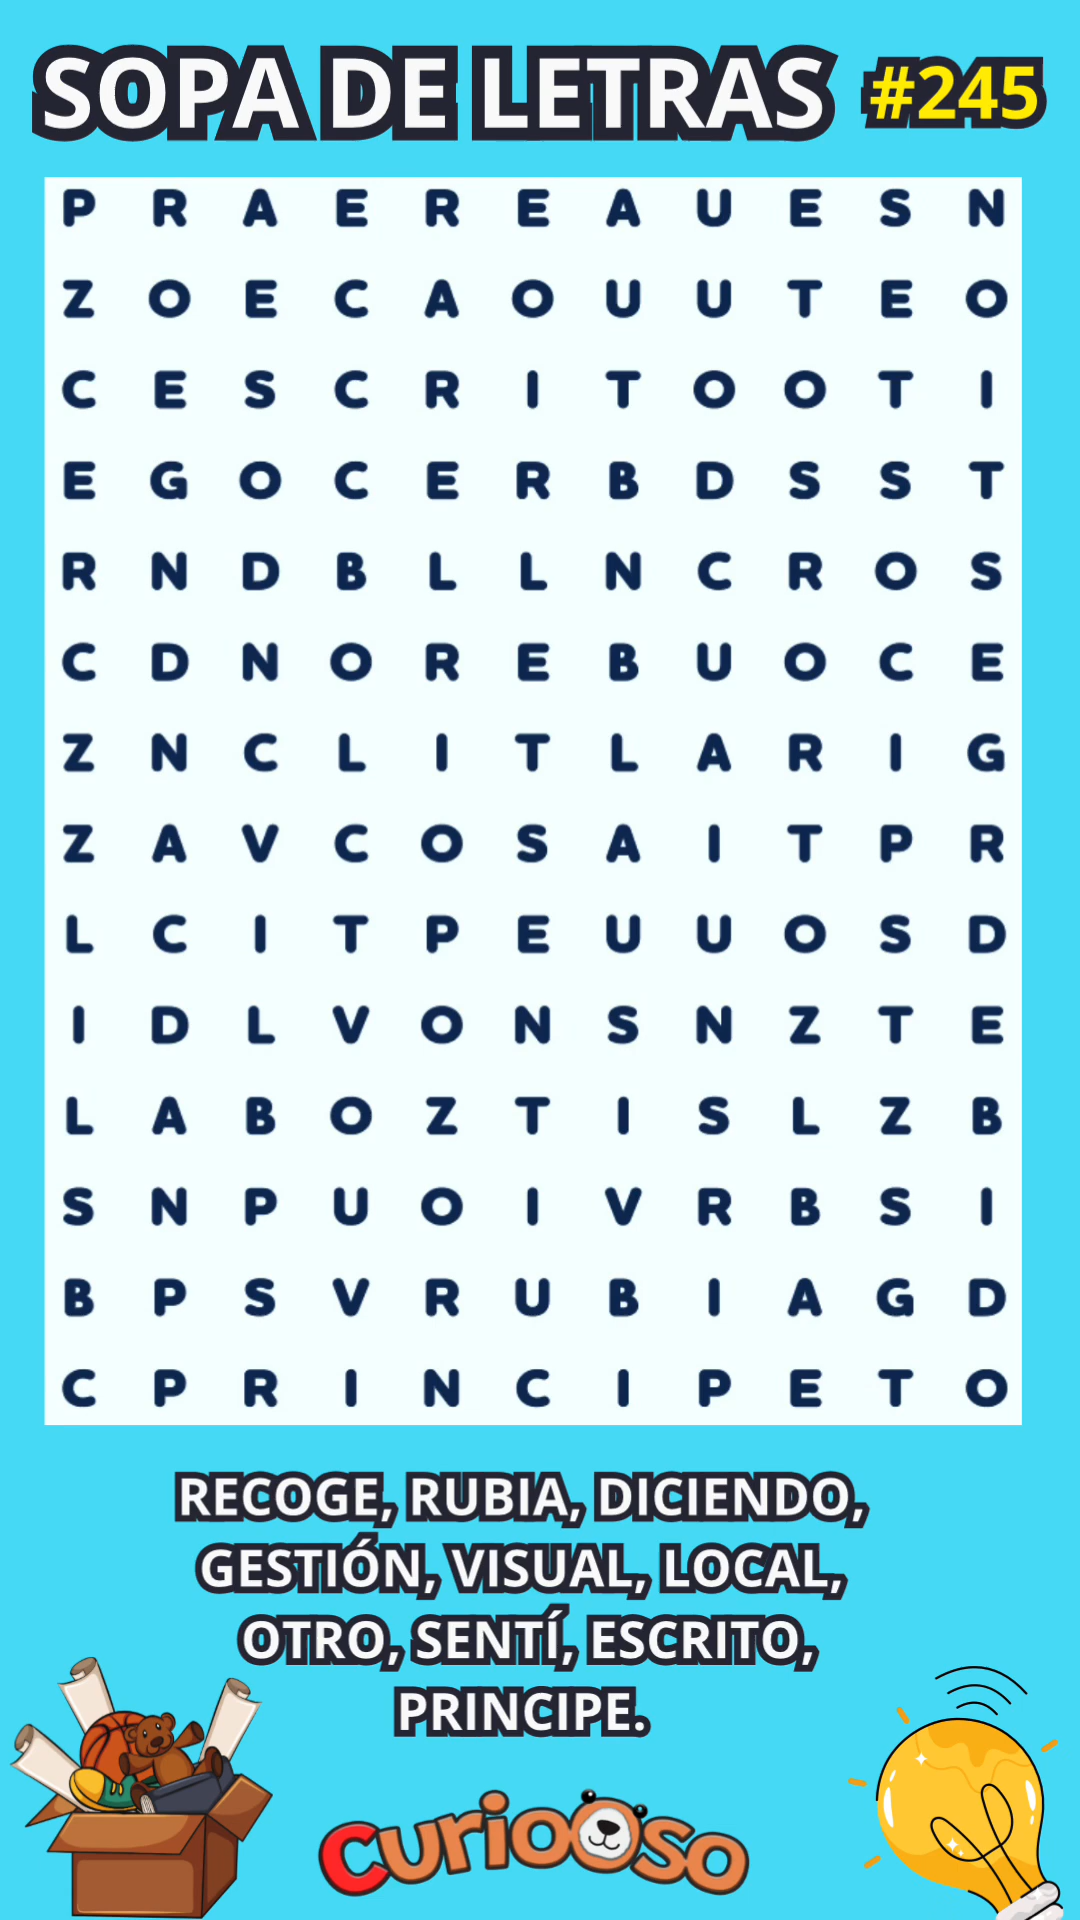 SOPA DE LETRAS #245
P R A E R E A U E S N
Z O E C A O U U T E O
C E S C R I T O O T I
E G O C E R B D S S T
R N D B L L N C R O S
C D N O R E B U O C E
Z N C L I T L A R I G
Z A V C O S A I T P R
L C I T P E U U O S D
I D L V O N S N Z T E
L A B O Z T I S L Z B
S N P U O I V R B S I
B P S V R U B I A G D
C P R I N C I P E T O
RECOGE, RUBIA, DICIENDO,
GESTIÓN, VISUAL, LOCAL,
OTRO, SENTÍ, ESCRITO,
PRINCIPE.
curiooso